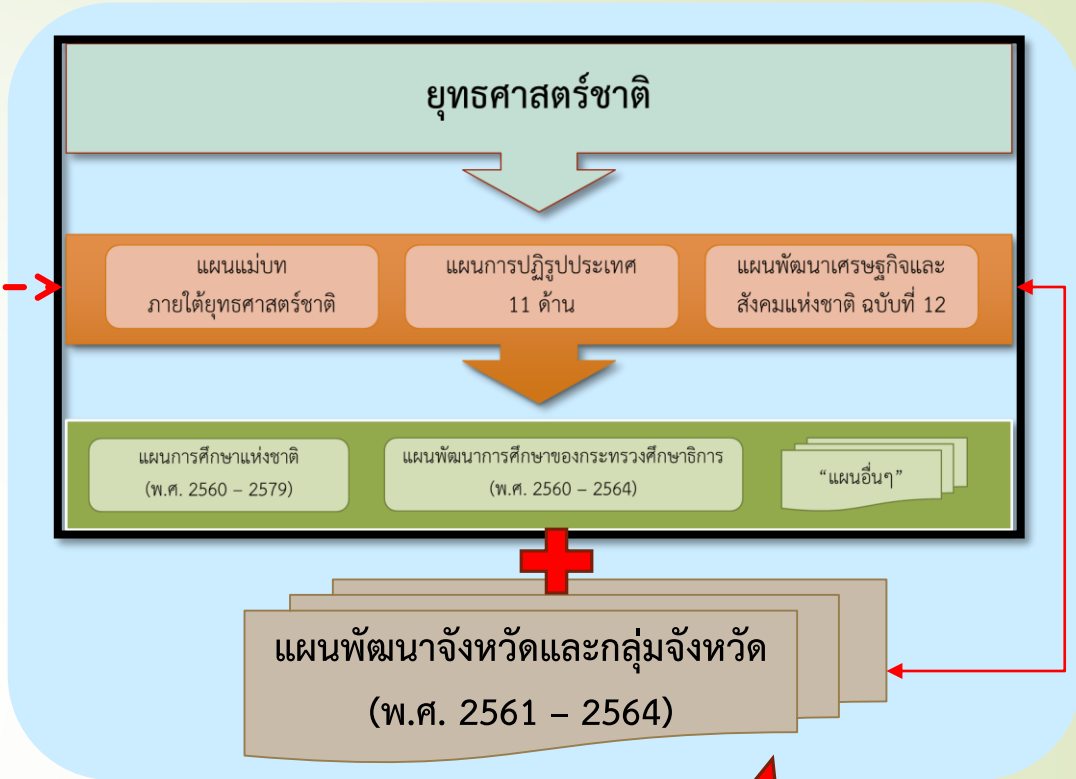 ยุทธศาสตร์ชาติ
แผนแม่บท
ภายใต้ยุทธศาสตร์ชาติ
แผนการปฏิรูปประเทศ
11 ด้าน
แผนพัฒนาเศรษฐกิจและ
สังคมแห่งชาติ ฉบับที่ 12
แผนการศึกษาแห่งชาติ
(พ.ศ. 2560 – 2579)
แผนพัฒนาการศึกษาของกระทรวงศึกษาธิการ
(พ.ศ. 2560 – 2564)
“แผนอื่นๆ”
แผนพัฒนาจังหวัดและกลุ่มจังหวัด
(พ.ศ. 2561 – 2564)